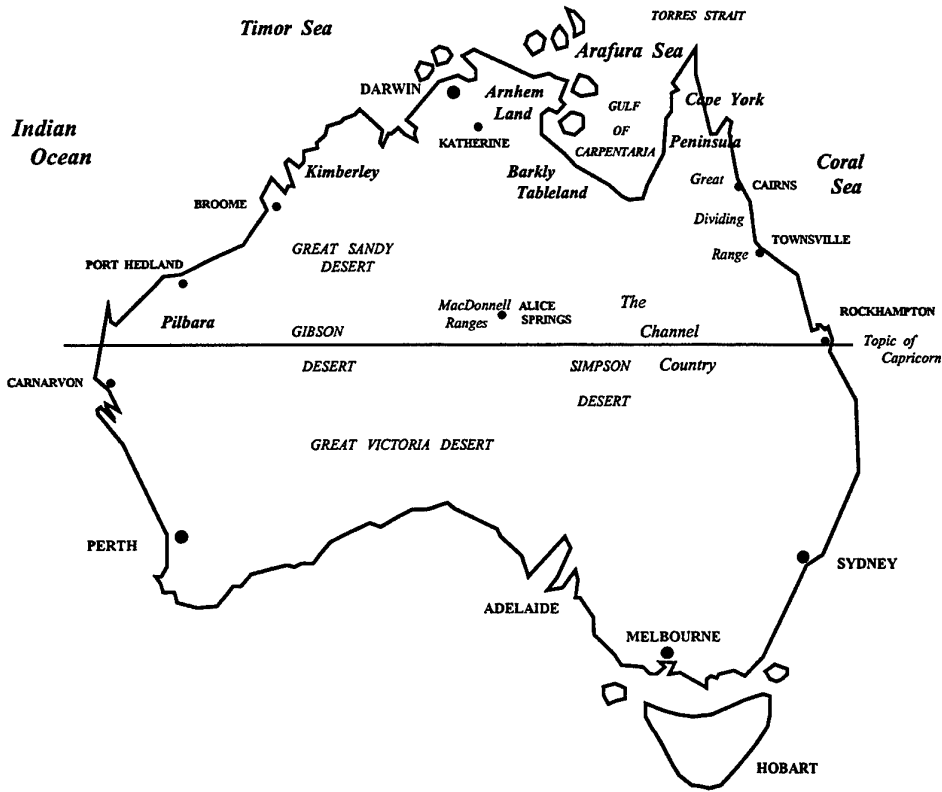 TORRES STRAIT
Timor Sea
Arafura Sea
DARWIN
Arnhem
Land
Cape York
GULF
OF
CARPENTARIA
Peninsula
Indian
Ocean
KATHERINE
Kimberley
Barkly
Tableland
Coral
Sea
Great
CAIRNS
BROOME
Dividing
TOWNSVILLE
Range
GREAT SANDY
DESERT
PORT HEDLAND
MacDonnell
Ranges
ALICE
SPRINGS
The
Channel
Country
ROCKHAMPTON
Pilbara
GIBSON
DESERT
Topic of
Capricorn
SIMPSON
DESERT
CARNARVON
GREAT VICTORIA DESERT
PERTH
SYDNEY
ADELAIDE
MELBOURNE
HOBART